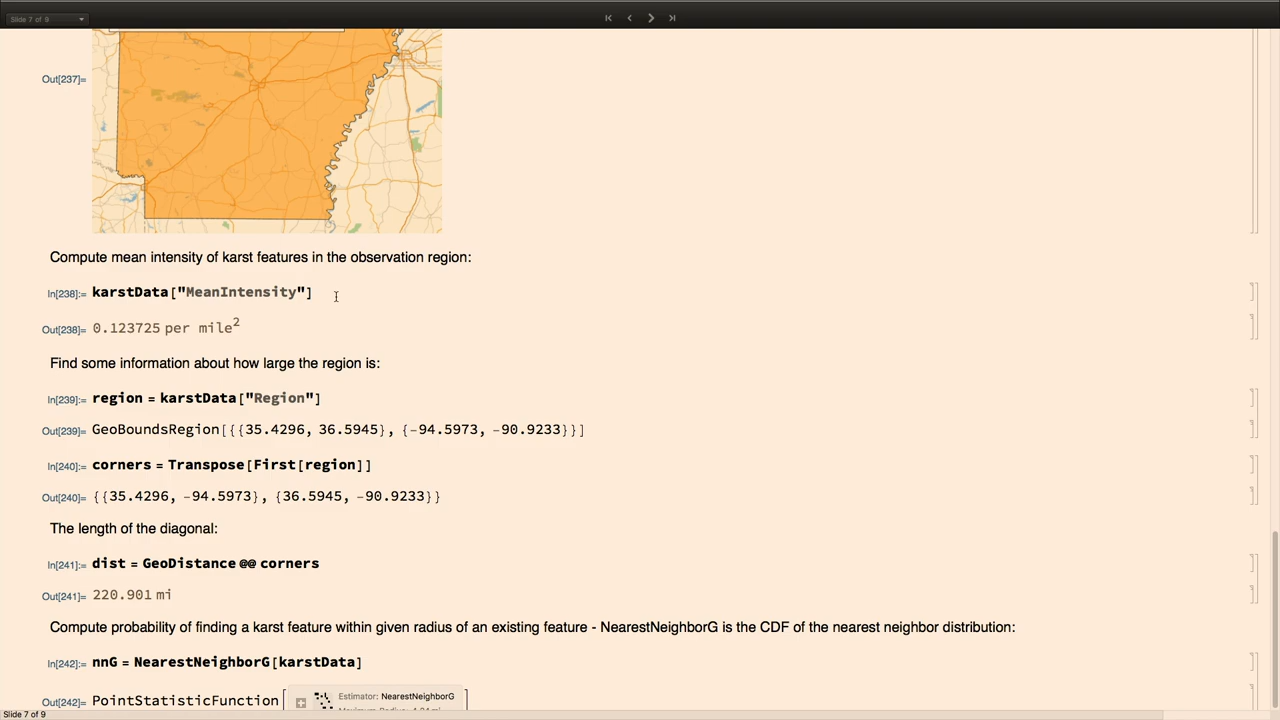 Slide 7 of 9
Out[237]=
Compute mean intensity of karst features in the observation region:
In[238]:= karstData["MeanIntensity"]
Out[238]= 0.123725 per mile²
Find some information about how large the region is:
In[239]:= region = karstData["Region"]
Out[239]= GeoBoundsRegion[{{35.4296, 36.5945}, {-94.5973, -90.9233}}]
In[240]:= corners = Transpose[First[region]]
Out[240]= {{35.4296, -94.5973}, {36.5945, -90.9233}}
The length of the diagonal:
In[241]:= dist = GeoDistance @@ corners
Out[241]= 220.901 mi
Compute probability of finding a karst feature within given radius of an existing feature - NearestNeighborG is the CDF of the nearest neighbor distribution:
In[242]:= nnG = NearestNeighborG[karstData]
Out[242]= PointStatisticFunction[ Estimator: NearestNeighborG ]
Slide 7 of 9